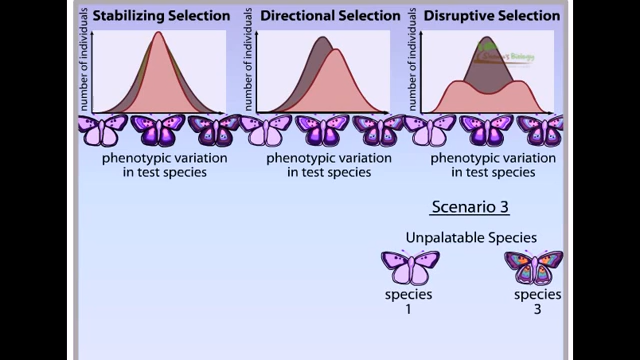 Stabilizing Selection
Directional Selection
Disruptive Selection
number of individuals
number of individuals
number of individuals
phenotypic variation
in test species
phenotypic variation
in test species
phenotypic variation
in test species
Scenario 3
Unpalatable Species
species
1
species
3